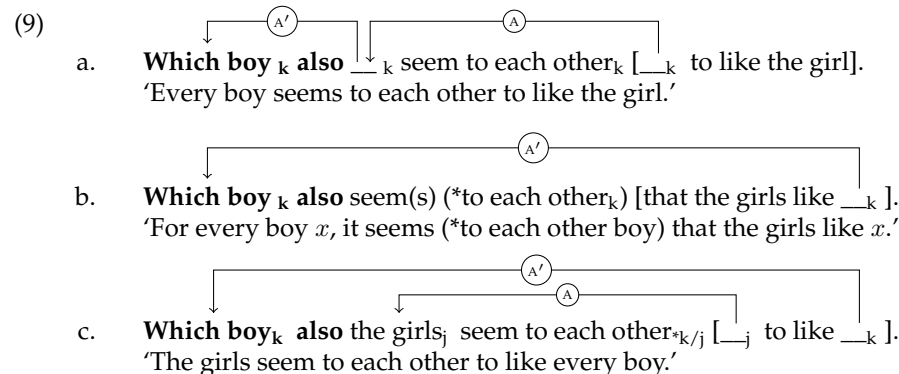 (9)
A′ A
a. Which boy k also __ k seem to each otherk [__k to like the girl].
‘Every boy seems to each other to like the girl.’
A′
b. Which boy k also seem(s) (*to each otherk) [that the girls like __k ].
‘For every boy x, it seems (*to each other boy) that the girls like x.’
A′
A
c. Which boyk also the girlsj seem to each other*k/j [__j to like __k ].
‘The girls seem to each other to like every boy.’